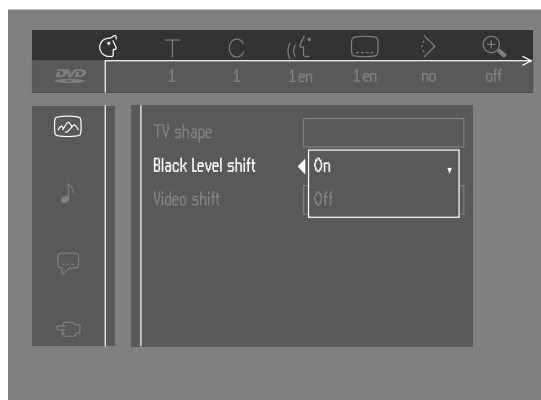 T C
DVD 1 1 1 en 1 en no off
TV shape
Black Level shift On
Video shift Off